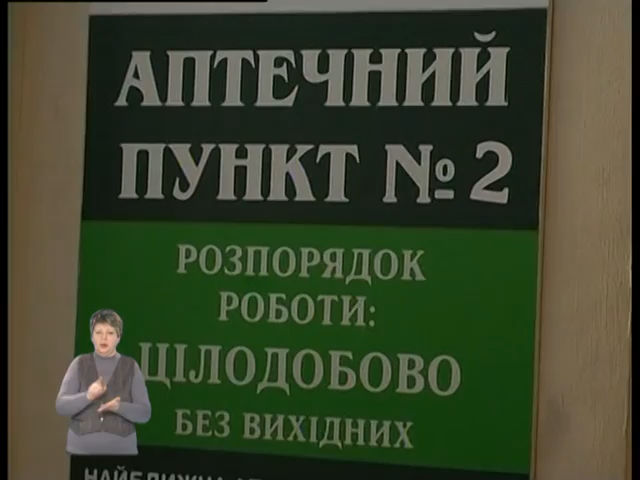 АПТЕЧНИЙ
ПУНКТ № 2
РОЗПОРЯДОК
РОБОТИ:
ЦІЛОДОБОВО
БЕЗ ВИХІДНИХ